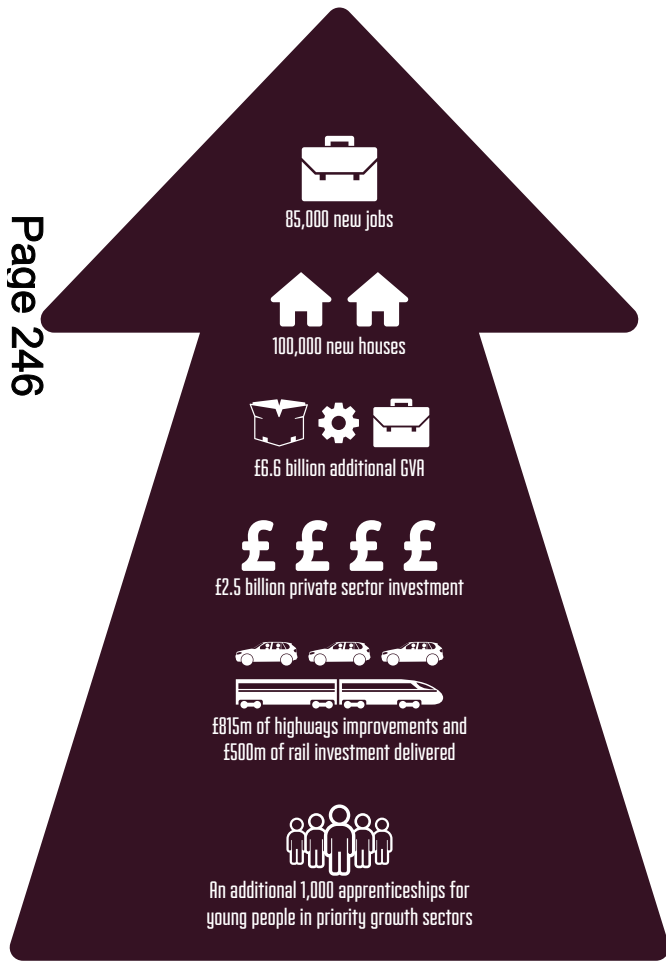 85,000 new jobs
100,000 new houses
£6.6 billion additional GVA
£ £ £ £
£2.5 billion private sector investment
£815m of highways improvements and
£500m of rail investment delivered
An additional 1,000 apprenticeships for
young people in priority growth sectors
Page 246